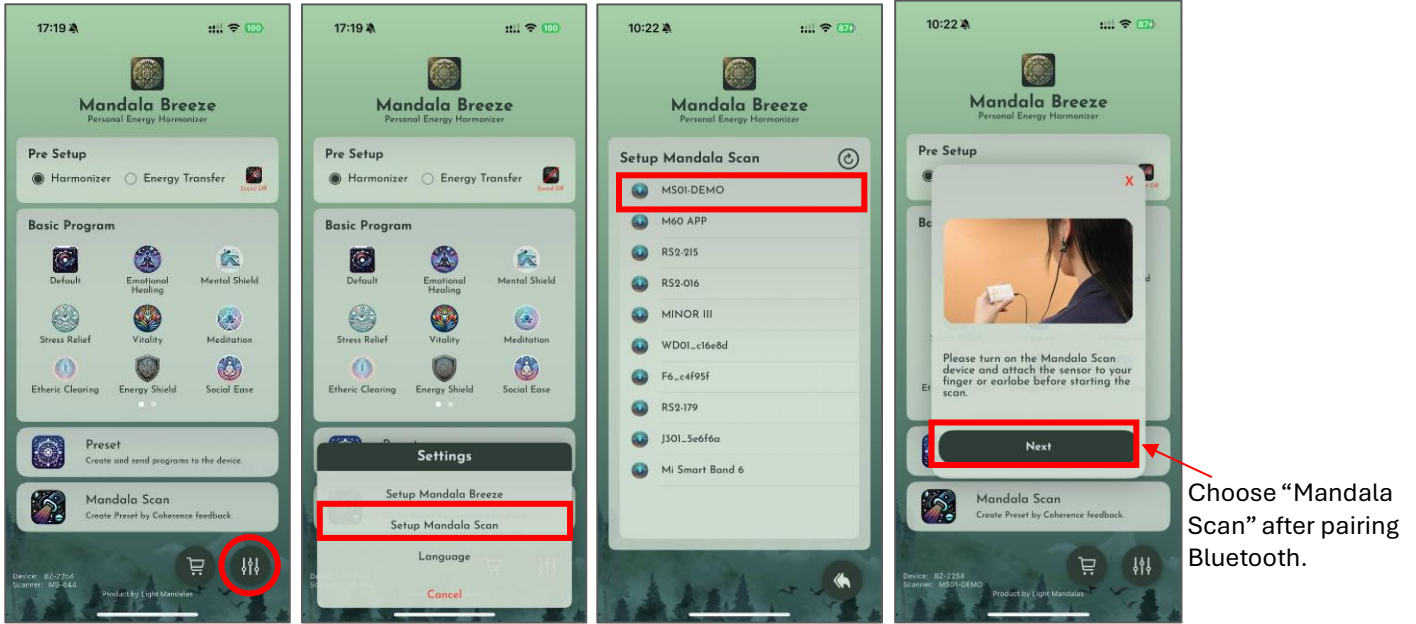 17:19
100
Mandala Breeze
Personal Energy Harmonizer
Pre Setup
Harmonizer Energy Transfer
Sound Off
Basic Program
Default Emotional Healing Mental Shield
Stress Relief Vitality Meditation
Etheric Clearing Energy Shield Social Ease
Preset
Create and send programs to the device.
Mandala Scan
Create Preset by Coherence feedback.
Device: BZ-2254
Scanner: MS-644
Product by Light Mandalas
17:19
100
Mandala Breeze
Personal Energy Harmonizer
Pre Setup
Harmonizer Energy Transfer
Sound Off
Basic Program
Default Emotional Healing Mental Shield
Stress Relief Vitality Meditation
Etheric Clearing Energy Shield Social Ease
Settings
Setup Mandala Breeze
Setup Mandala Scan
Language
Cancel
10:22
87
Mandala Breeze
Personal Energy Harmonizer
Setup Mandala Scan
MS01-DEMO
M60 APP
RS2-215
RS2-016
MINOR III
WD01_c16e8d
F6_c4f95f
RS2-179
J301_5e6f6a
Mi Smart Band 6
10:22
87
Mandala Breeze
Personal Energy Harmonizer
Pre Setup
X
Please turn on the Mandala Scan
device and attach the sensor to your
finger or earlobe before starting the
scan.
Next
Mandala Scan
Create Preset by Coherence feedback.
Device: BZ-2254
Scanner: MS01-DEMO
Product by Light Mandalas
Choose “Mandala
Scan” after pairing
Bluetooth.